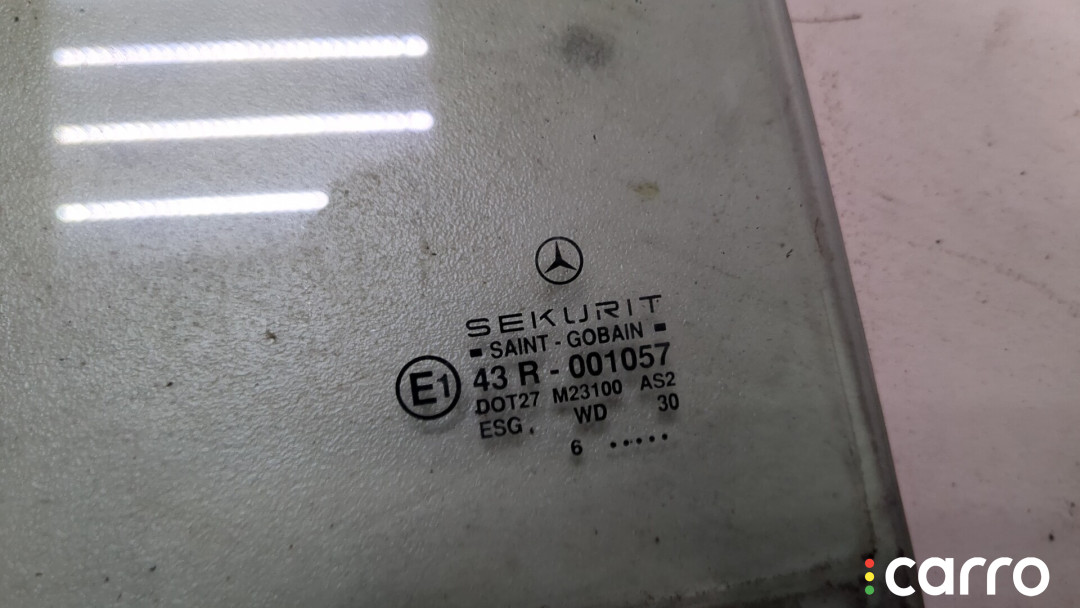 SEKURIT
SAINT - GOBAIN
E1 43 R - 001057
DOT27 M23100 AS2
ESG . WD 30
6 .....
carro